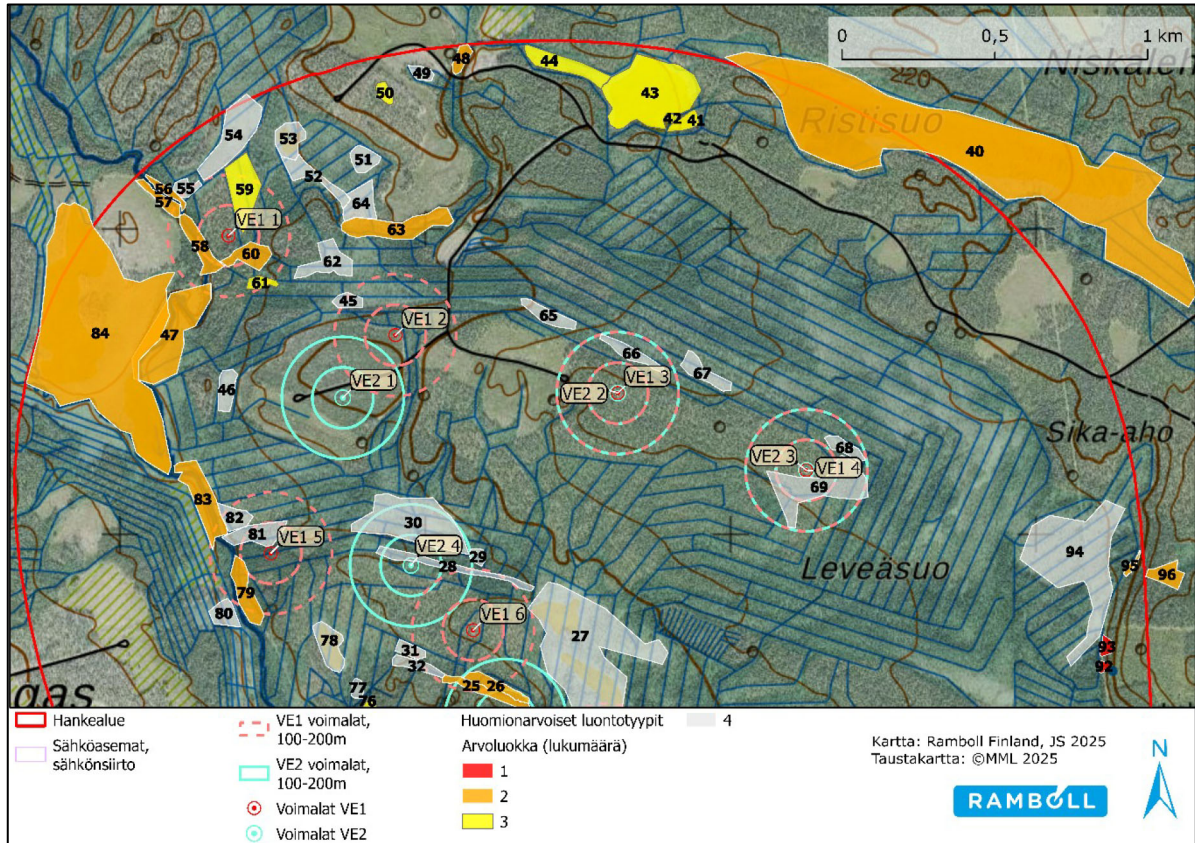 0 0,5 1 km
Niskaleh
220
Ristisuo
48
49
44
43
42
41
50
40
54
53
51
52
59
56
55
57
64
63
VE1 1
58
60
62
61
84
47
45
VE1 2
65
66
67
46
VE2 1
VE2 2
VE1 3
Sika-aho
68
VE2 3
VE1 4
69
83
82
81
VE1 5
30
VE2 4
29
28
94
Leveäsuo
95
96
79
80
VE1 6
27
78
31
32
93
92
77
76
25
26
gas
Hankealue
Sähköasemat,
sähkönsiirto
VE1 voimalat,
100-200m
VE2 voimalat,
100-200m
Voimalat VE1
Voimalat VE2
Huomionarvoiset luontotyypit
Arvoluokka (lukumäärä)
1
2
3
4
Kartta: Ramboll Finland, JS 2025
Taustakartta: ©MML 2025
RAMBOLL
N